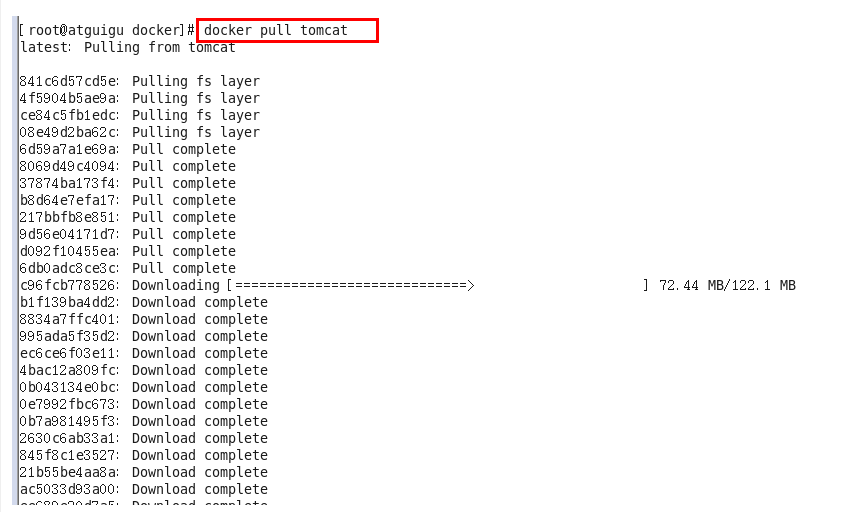 [root@atguigu docker]# docker pull tomcat
latest: Pulling from tomcat
841c6d57cd5e: Pulling fs layer
4f5904b5ae9a: Pulling fs layer
ce84c5fb1edc: Pulling fs layer
08e49d2ba62c: Pulling fs layer
6d59a7a1e69a: Pull complete
8069d49c4094: Pull complete
37874ba173f4: Pull complete
b8d64e7efa17: Pull complete
217bbfb8e851: Pull complete
9d56e04171d7: Pull complete
d092f10455ea: Pull complete
6db0adc8ce3c: Pull complete
c96fcb778526: Downloading [=============================>                     ] 72.44 MB/122.1 MB
b1f139ba4dd2: Download complete
8834a7ffc401: Download complete
995ada5f35d2: Download complete
ec6ce6f03e11: Download complete
4bac12a809fc: Download complete
0b043134e0bc: Download complete
0e7992fbc673: Download complete
0b7a981495f3: Download complete
2630c6ab33a1: Download complete
845f8c1e3527: Download complete
21b55be4aa8a: Download complete
ac5033d93a00: Download complete
Download complete